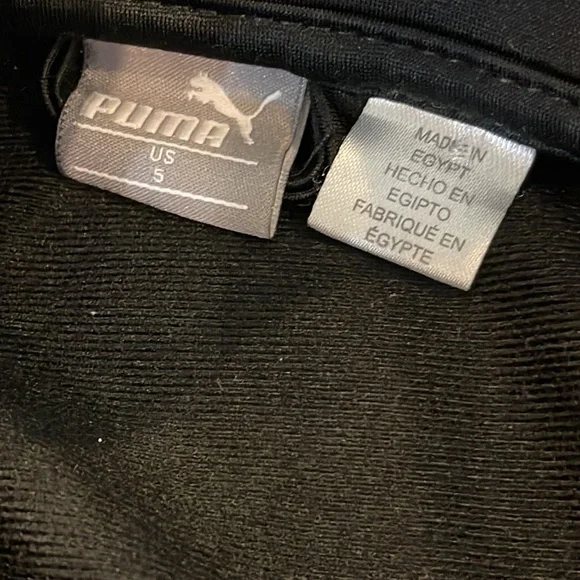 PUMA
US
5
MADE IN
EGYPT
HECHO EN
EGIPTO
FABRIQUÉ EN
ÉGYPTE